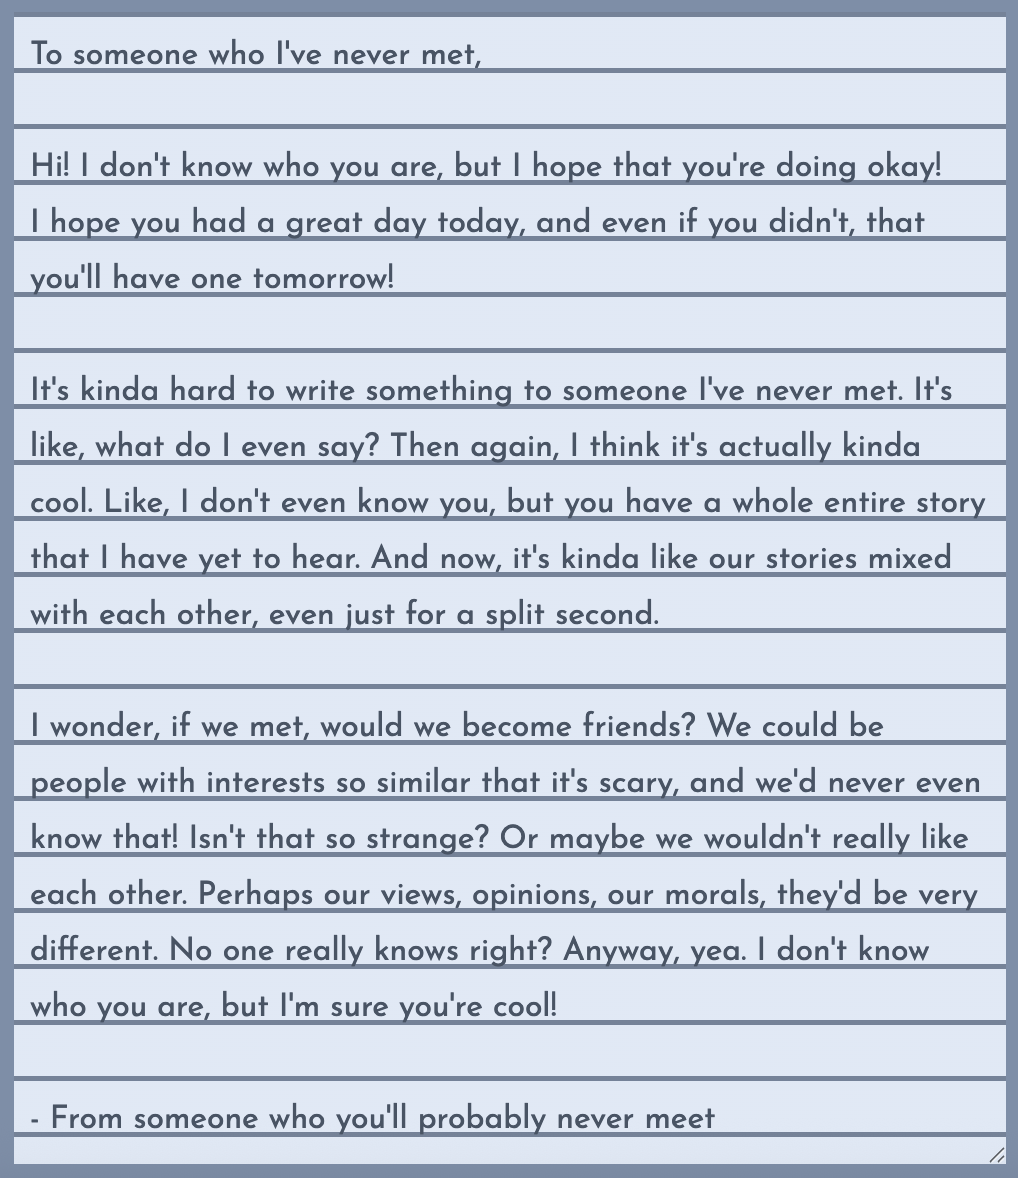 To someone who I've never met,
Hi! I don't know who you are, but I hope that you're doing okay!
I hope you had a great day today, and even if you didn't, that
you'll have one tomorrow!
It's kinda hard to write something to someone I've never met. It's
like, what do I even say? Then again, I think it's actually kinda
cool. Like, I don't even know you, but you have a whole entire story
that I have yet to hear. And now, it's kinda like our stories mixed
with each other, even just for a split second.
I wonder, if we met, would we become friends? We could be
people with interests so similar that it's scary, and we'd never even
know that! Isn't that so strange? Or maybe we wouldn't really like
each other. Perhaps our views, opinions, our morals, they'd be very
different. No one really knows right? Anyway, yea. I don't know
who you are, but I'm sure you're cool!
- From someone who you'll probably never meet